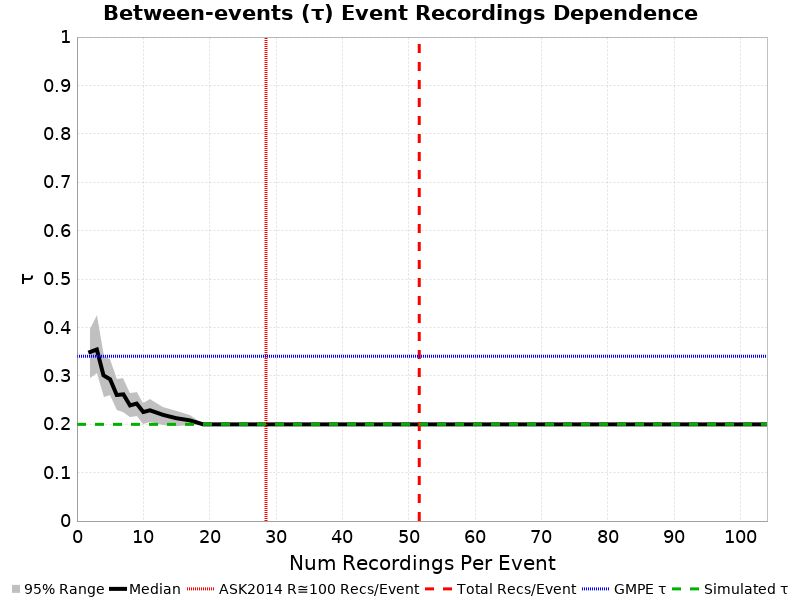 Between-events (τ) Event Recordings Dependence
1
0.9
0.8
0.7
0.6
0.5
0.4
0.3
0.2
0.1
0
τ
0 10 20 30 40 50 60 70 80 90 100
Num Recordings Per Event
95% Range Median ASK2014 R≅100 Recs/Event Total Recs/Event GMPE τ Simulated τ